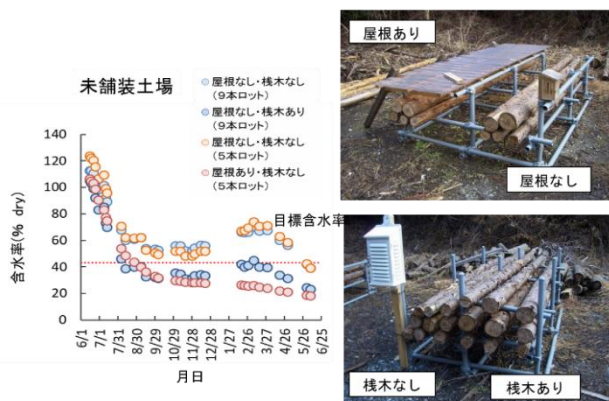 未舗装土場
屋根なし・桟木なし
(9本ロット)
屋根なし・桟木あり
(9本ロット)
屋根なし・桟木なし
(5本ロット)
屋根あり・桟木なし
(5本ロット)
含水率(% dry)
140
120
100
80
60
40
20
0
目標含水率
6/1
7/1
7/31
8/30
9/29
10/29
11/28
12/28
1/27
2/26
3/27
4/26
5/26
6/25
月日
屋根あり
屋根なし
桟木なし
桟木あり